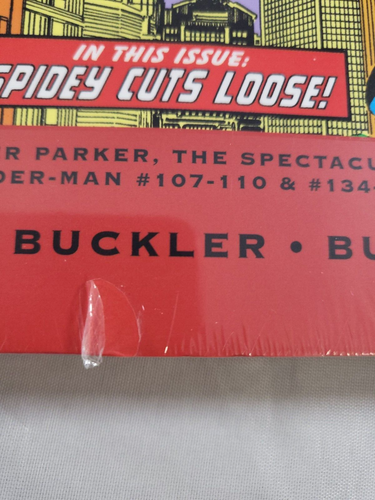 IN THIS ISSUE:
SPIDEY CUTS LOOSE!
R PARKER, THE SPECTACU
DER-MAN #107-110 & #134-
BUCKLER • BU